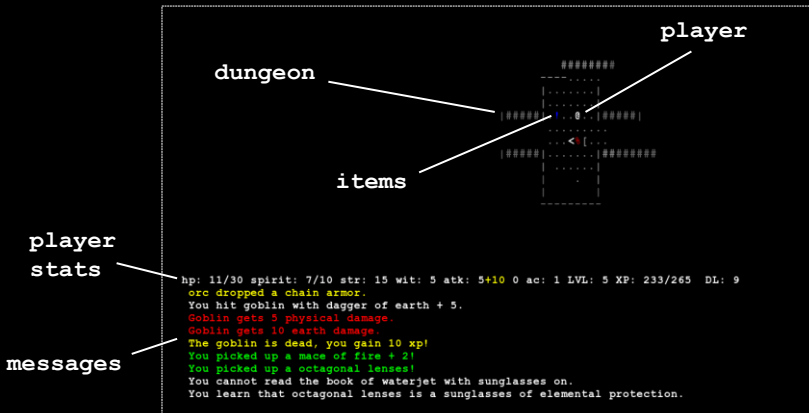 player
dungeon
items
player
stats
hp: 11/30 spirit: 7/10 str: 15 wit: 5 atk: 5+10 0 ac: 1 LVL: 5 XP: 233/265 DL: 9
orc dropped a chain armor.
You hit goblin with dagger of earth + 5.
Goblin gets 5 physical damage.
Goblin gets 10 earth damage.
messages
The goblin is dead, you gain 10 xp!
You picked up a mace of fire + 2!
You picked up a octagonal lenses!
You cannot read the book of waterjet with sunglasses on.
You learn that octagonal lenses is a sunglasses of elemental protection.